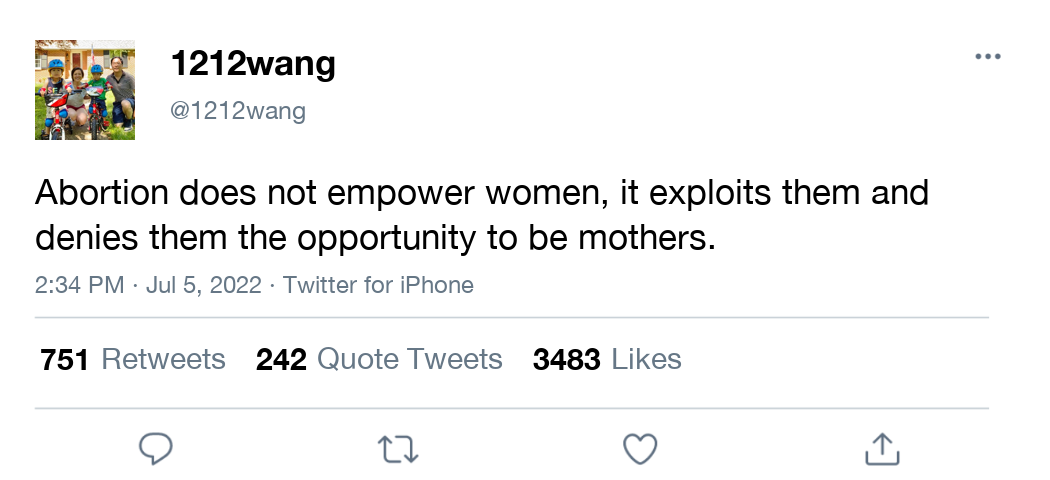 1212wang
@1212wang
Abortion does not empower women, it exploits them and
denies them the opportunity to be mothers.
2:34 PM · Jul 5, 2022 · Twitter for iPhone
751 Retweets 242 Quote Tweets 3483 Likes